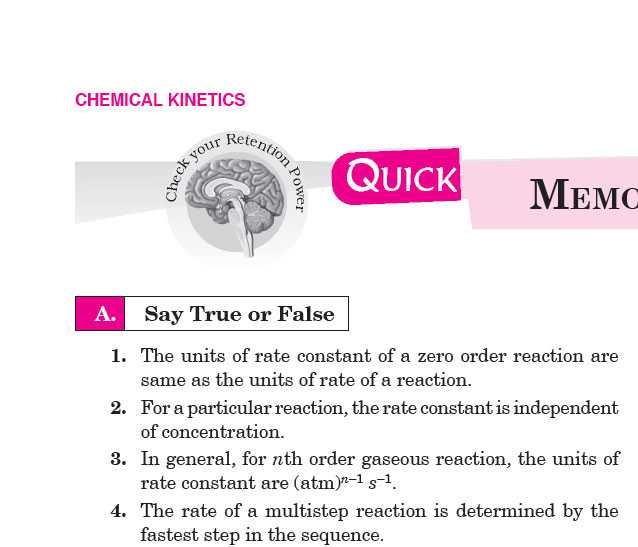 CHEMICAL KINETICS
Check your Retention Power
QUICK
MEMO
A. Say True or False
1. The units of rate constant of a zero order reaction are
same as the units of rate of a reaction.
2. For a particular reaction, the rate constant is independent
of concentration.
3. In general, for nth order gaseous reaction, the units of
rate constant are (atm)ⁿ⁻¹ s⁻¹.
4. The rate of a multistep reaction is determined by the
fastest step in the sequence.